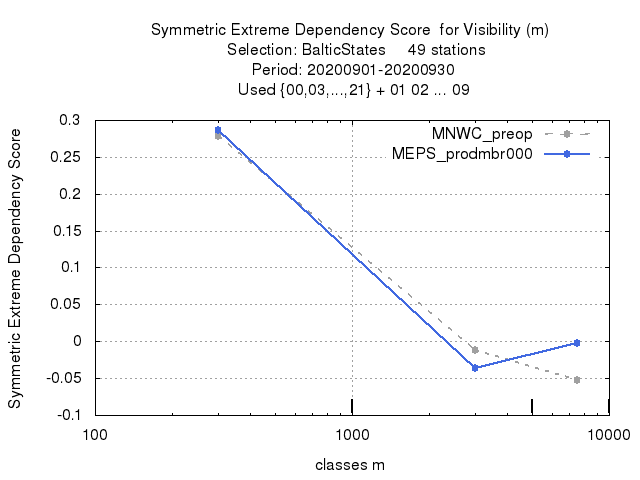 Symmetric Extreme Dependency Score  for Visibility (m)
Selection: BalticStates     49 stations
Period: 20200901-20200930
Used {00,03,...,21} + 01 02 ... 09
MNWC_preop
MEPS_prodmbr000
Symmetric Extreme Dependency Score
0.3
0.25
0.2
0.15
0.1
0.05
0
-0.05
-0.1
100 1000 10000
classes m